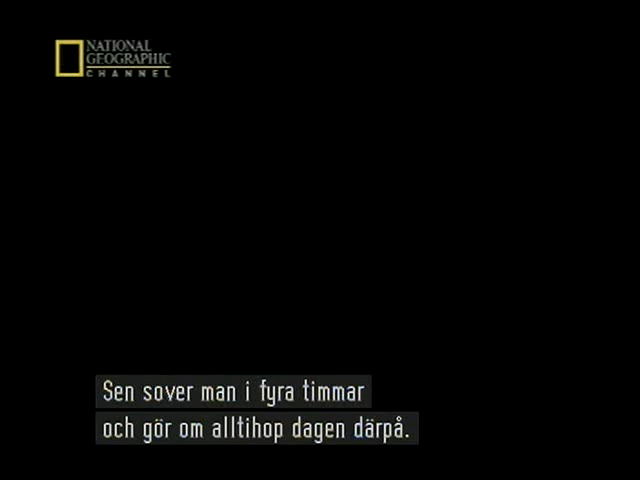 NATIONAL
GEOGRAPHIC
CHANNEL
Sen sover man i fyra timmar
och gör om alltihop dagen därpå.